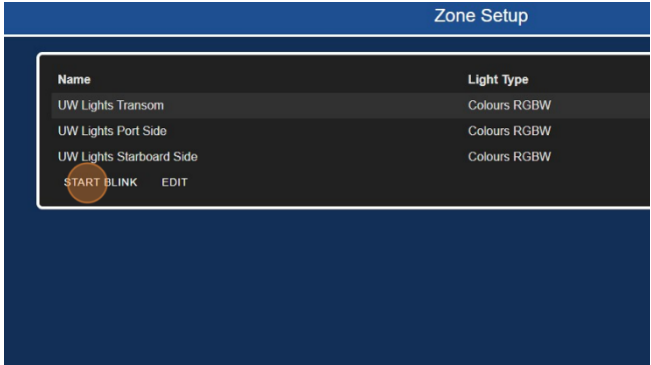 Zone Setup
Name Light Type
UW Lights Transom Colours RGBW
UW Lights Port Side Colours RGBW
UW Lights Starboard Side Colours RGBW
START BLINK EDIT